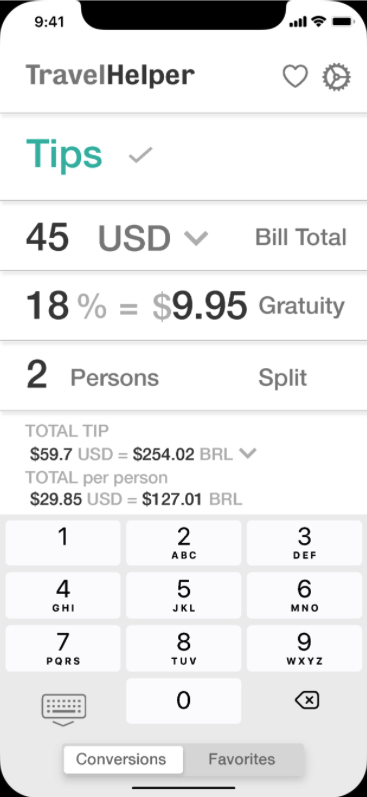 9:41
TravelHelper
Tips
45 USD Bill Total
18 % = $9.95 Gratuity
2 Persons Split
TOTAL TIP
$59.7 USD = $254.02 BRL
TOTAL per person
$29.85 USD = $127.01 BRL
1 2 3
ABC DEF
4 5 6
GHI JKL MNO
7 8 9
PQRS TUV WXYZ
0
Conversions Favorites